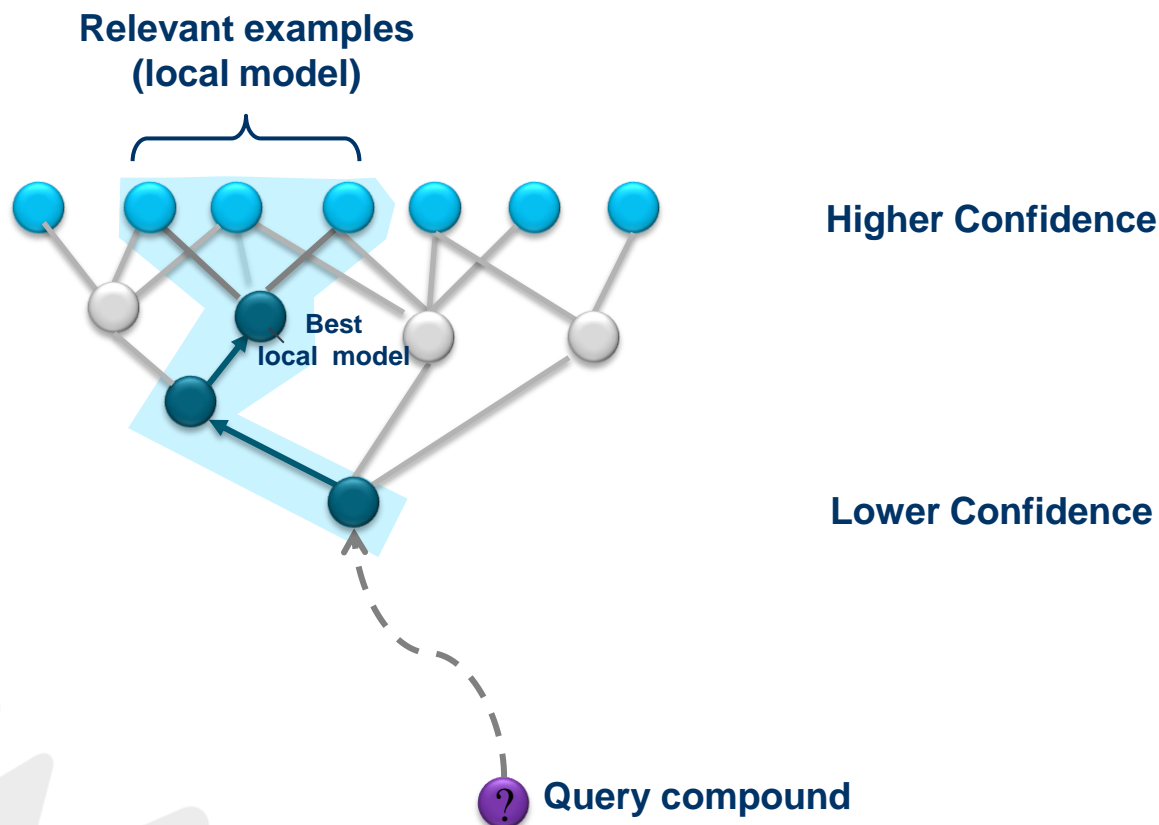 Relevant examples
(local model)
Higher Confidence
Best
local model
Lower Confidence
?
Query compound